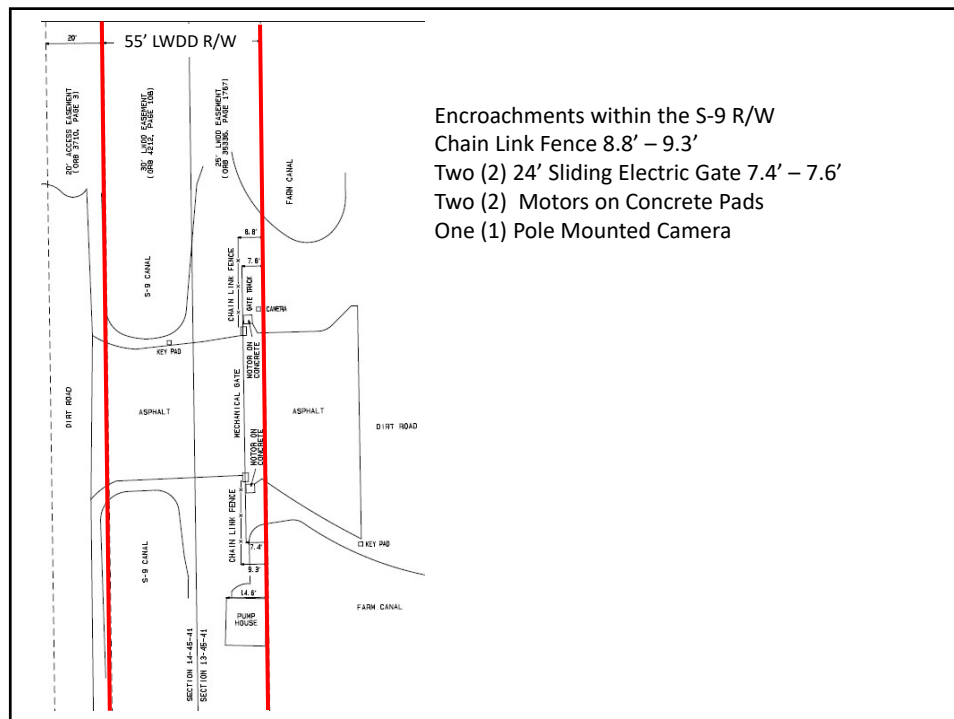 20'
55' LWDD R/W
20' ACCESS EASEMENT
(ORB 3710, PAGE 3)
30' LWDD EASEMENT
(ORB 4212, PAGE 108)
25' LWDD EASEMENT
(ORB 36336, PAGE 1767)
FARM CANAL
Encroachments within the S-9 R/W
Chain Link Fence 8.8’ – 9.3’
Two (2) 24’ Sliding Electric Gate 7.4’ – 7.6’
Two (2) Motors on Concrete Pads
One (1) Pole Mounted Camera
8.8'
7.6'
S-9 CANAL
CHAIN LINK FENCE
GATE TRACK
CAMERA
KEY PAD
MOTOR ON
CONCRETE
DIRT ROAD
ASPHALT
MECHANICAL GATE
ASPHALT
DIRT ROAD
MOTOR ON
CONCRETE
CHAIN LINK FENCE
KEY PAD
7.4'
9.3'
S-9 CANAL
14.6'
PUMP
HOUSE
FARM CANAL
SECTION 14-45-41
SECTION 13-45-41